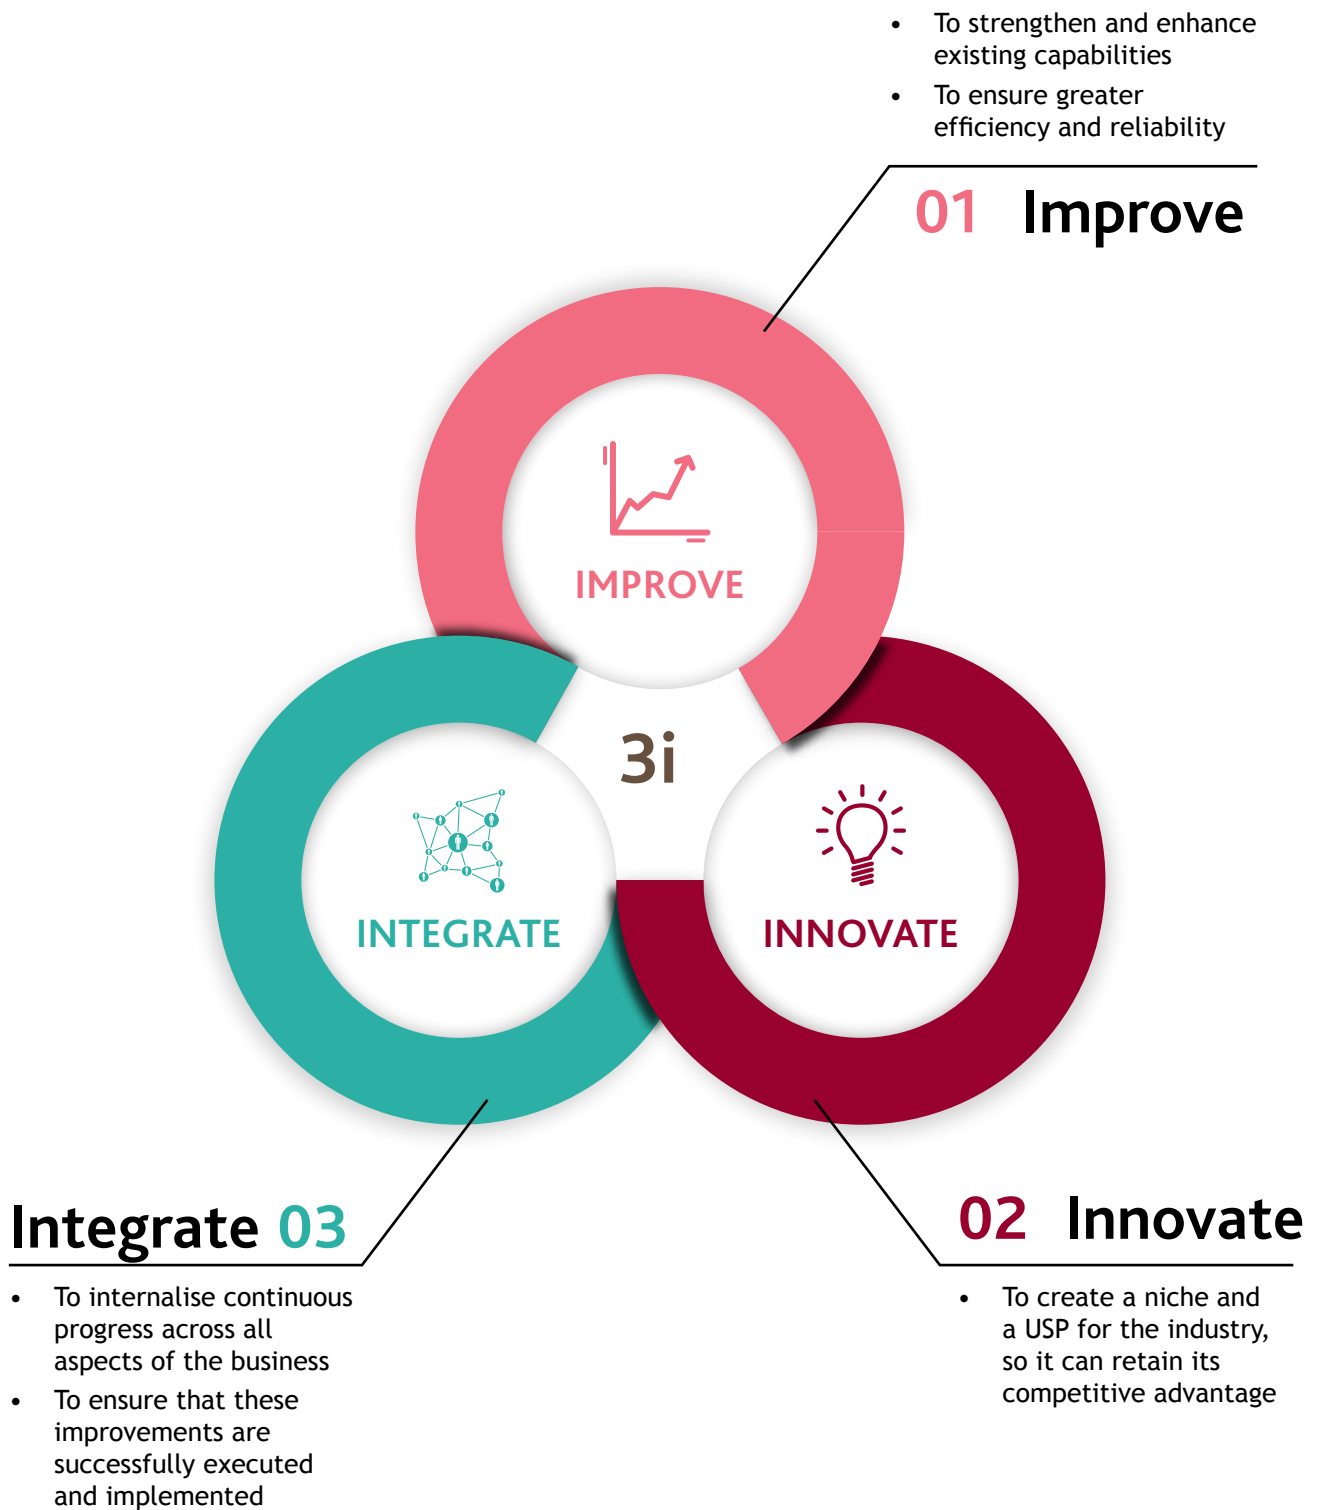 • To strengthen and enhance
existing capabilities
• To ensure greater
efficiency and reliability
01 Improve
IMPROVE
3i
INTEGRATE
INNOVATE
Integrate 03
• To internalise continuous
progress across all
aspects of the business
• To ensure that these
improvements are
successfully executed
and implemented
02 Innovate
• To create a niche and
a USP for the industry,
so it can retain its
competitive advantage